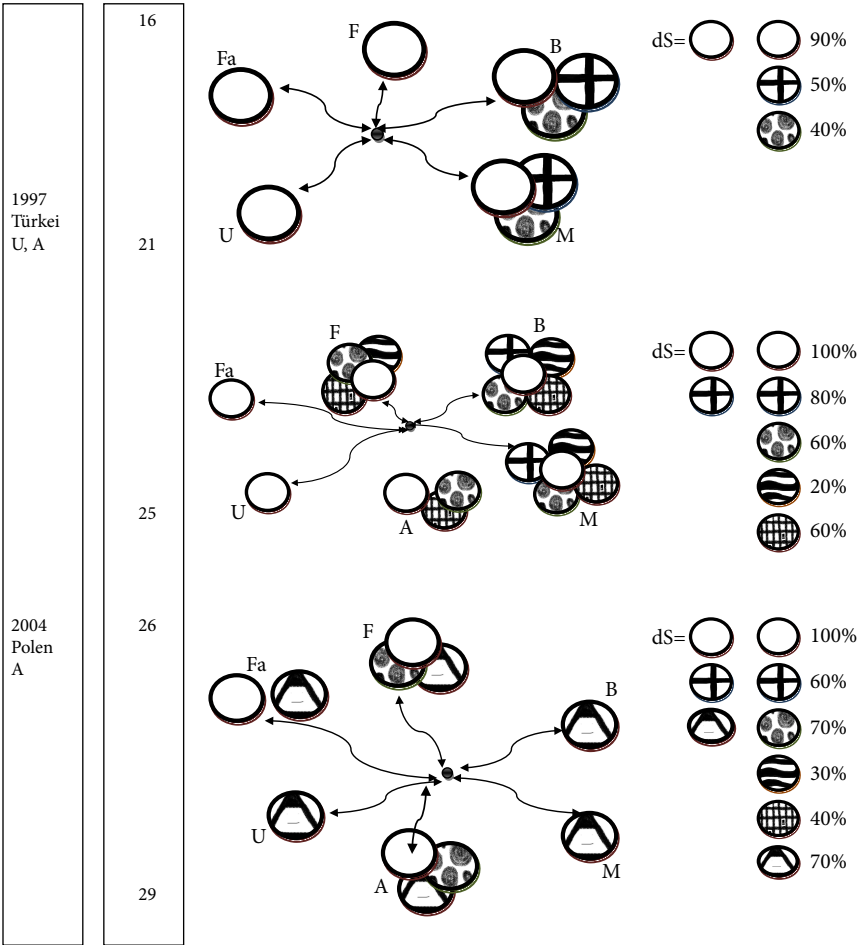 16
F
Fa
B
U
M
dS= 90%
50%
40%
1997
Türkei
U, A
21
F
Fa
B
U
A
M
dS= 100%
80%
60%
20%
60%
25
2004
Polen
A
26
F
Fa
B
U
A
M
dS= 100%
60%
70%
30%
40%
70%
29